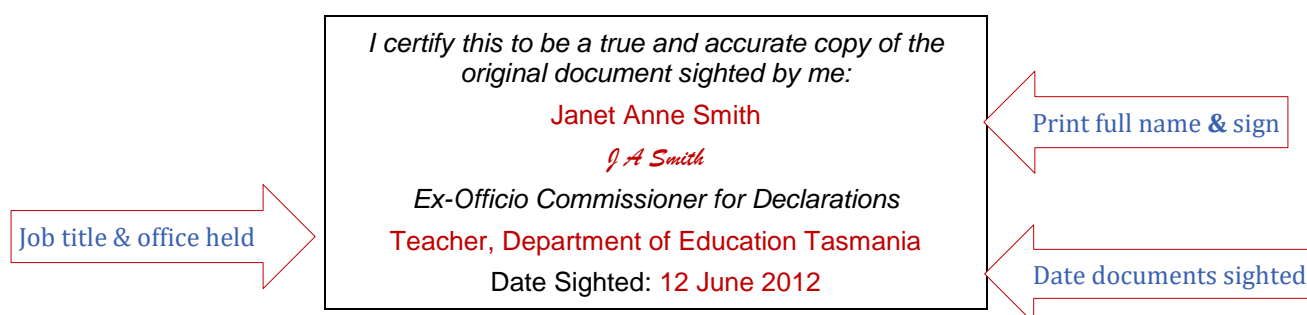 I certify this to be a true and accurate copy of the
original document sighted by me:
Janet Anne Smith
Print full name & sign
J A Smith
Ex-Officio Commissioner for Declarations
Job title & office held
Teacher, Department of Education Tasmania
Date Sighted: 12 June 2012
Date documents sighted